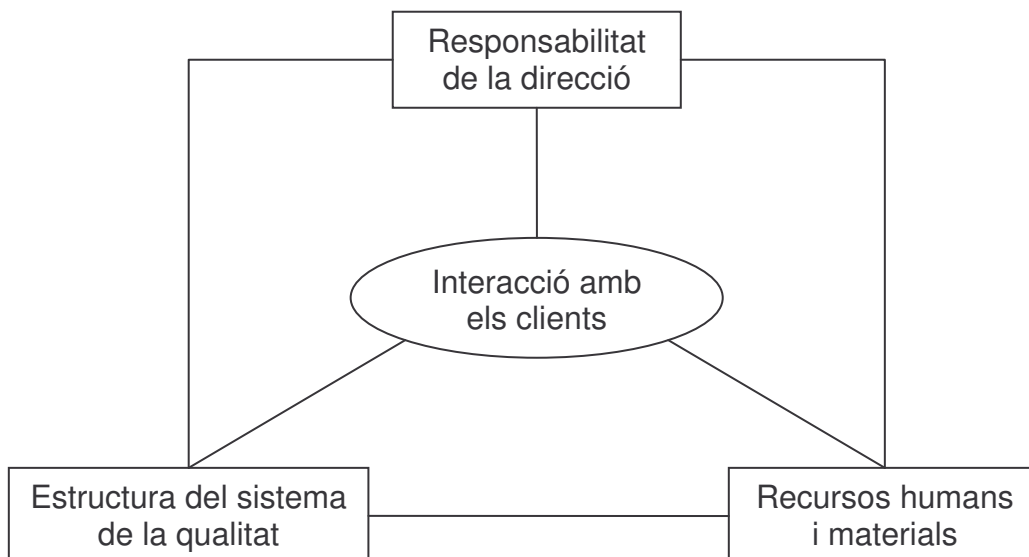 Responsabilitat
de la direcció
Interacció amb
els clients
Estructura del sistema
de la qualitat
Recursos humans
i materials